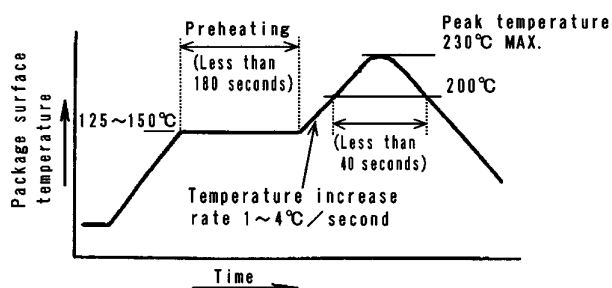 Preheating
(Less than
180 seconds)
Peak temperature
230℃ MAX.
200℃
125~150℃
(Less than
40 seconds)
Temperature increase
rate 1~4℃/second
Package surface
temperature
Time